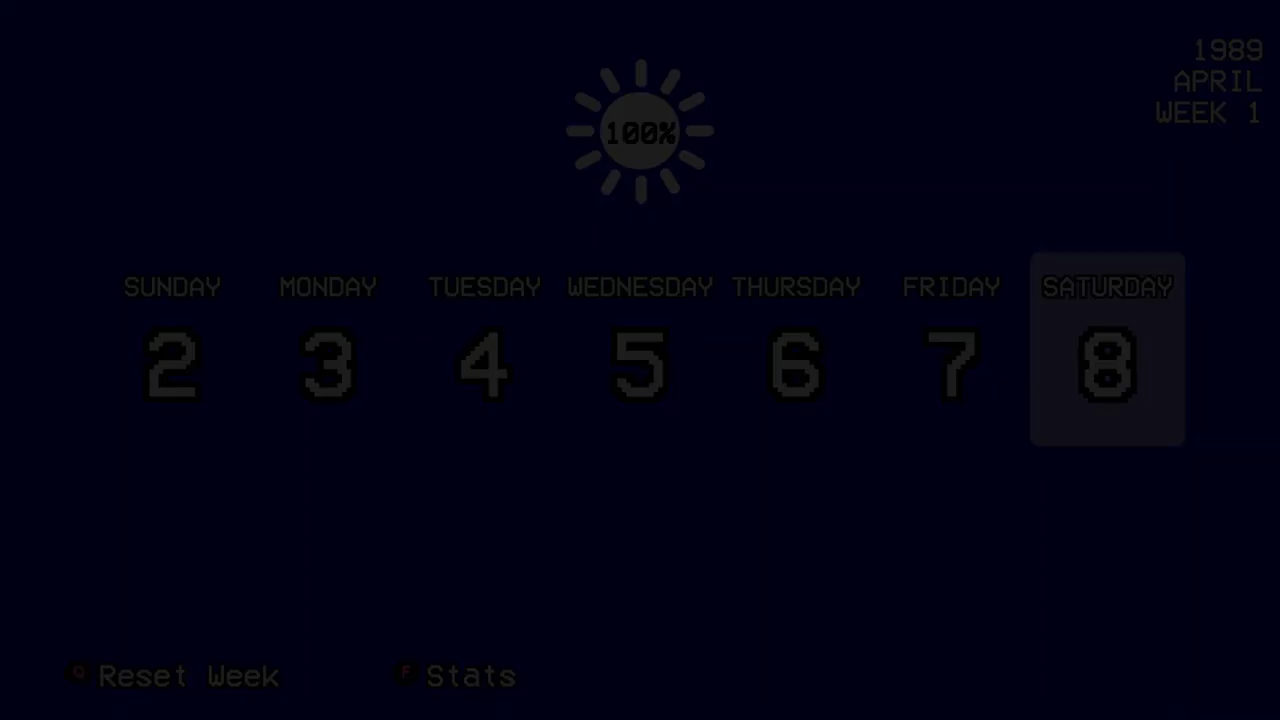 1989
APRIL
WEEK 1
100%
SUNDAY MONDAY TUESDAY WEDNESDAY THURSDAY FRIDAY SATURDAY
2 3 4 5 6 7 8
Q Reset Week F Stats